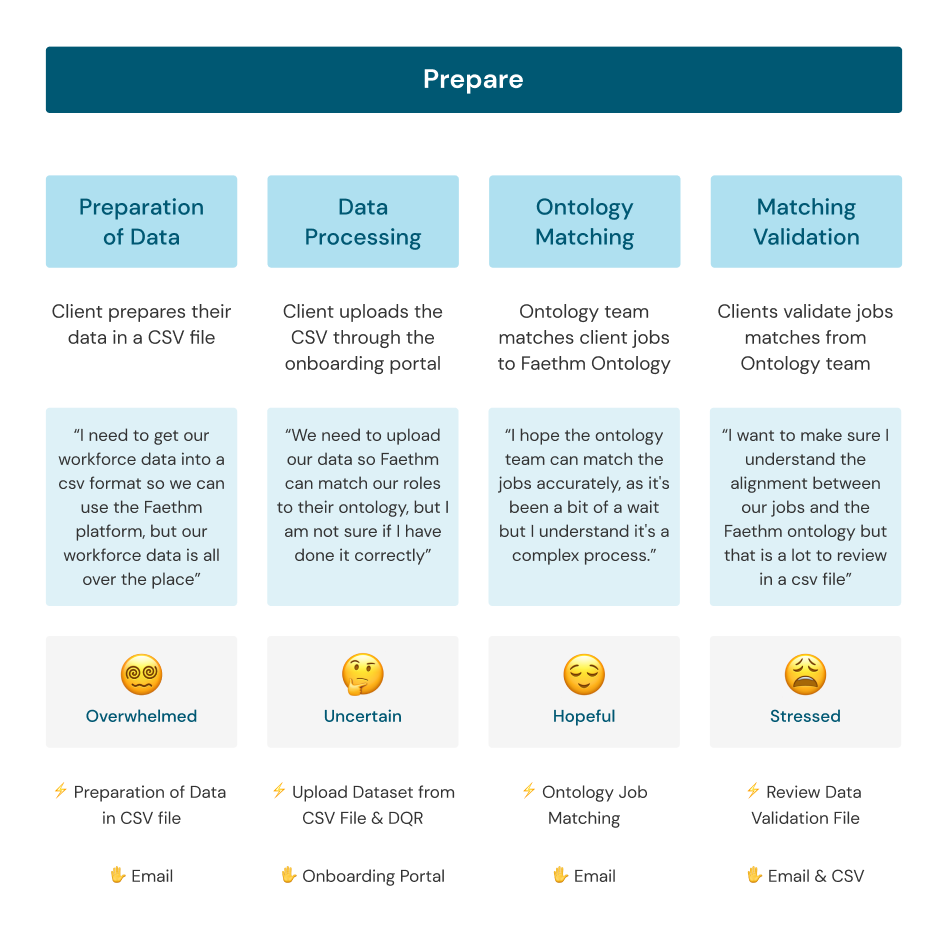 Prepare
Preparation
of Data
Data
Processing
Ontology
Matching
Matching
Validation
Client prepares their
data in a CSV file
Client uploads the
CSV through the
onboarding portal
Ontology team
matches client jobs
to Faethm Ontology
Clients validate jobs
matches from
Ontology team
“I need to get our
workforce data into a
csv format so we can
use the Faethm
platform, but our
workforce data is all
over the place”
“We need to upload
our data so Faethm
can match our roles
to their ontology, but I
am not sure if I have
done it correctly”
“I hope the ontology
team can match the
jobs accurately, as it's
been a bit of a wait
but I understand it's a
complex process.”
“I want to make sure I
understand the
alignment between
our jobs and the
Faethm ontology but
that is a lot to review
in a csv file”
Overwhelmed
Uncertain
Hopeful
Stressed
⚡ Preparation of Data
in CSV file
⚡ Upload Dataset from
CSV File & DQR
⚡ Ontology Job
Matching
⚡ Review Data
Validation File
✋ Email
✋ Onboarding Portal
✋ Email
✋ Email & CSV